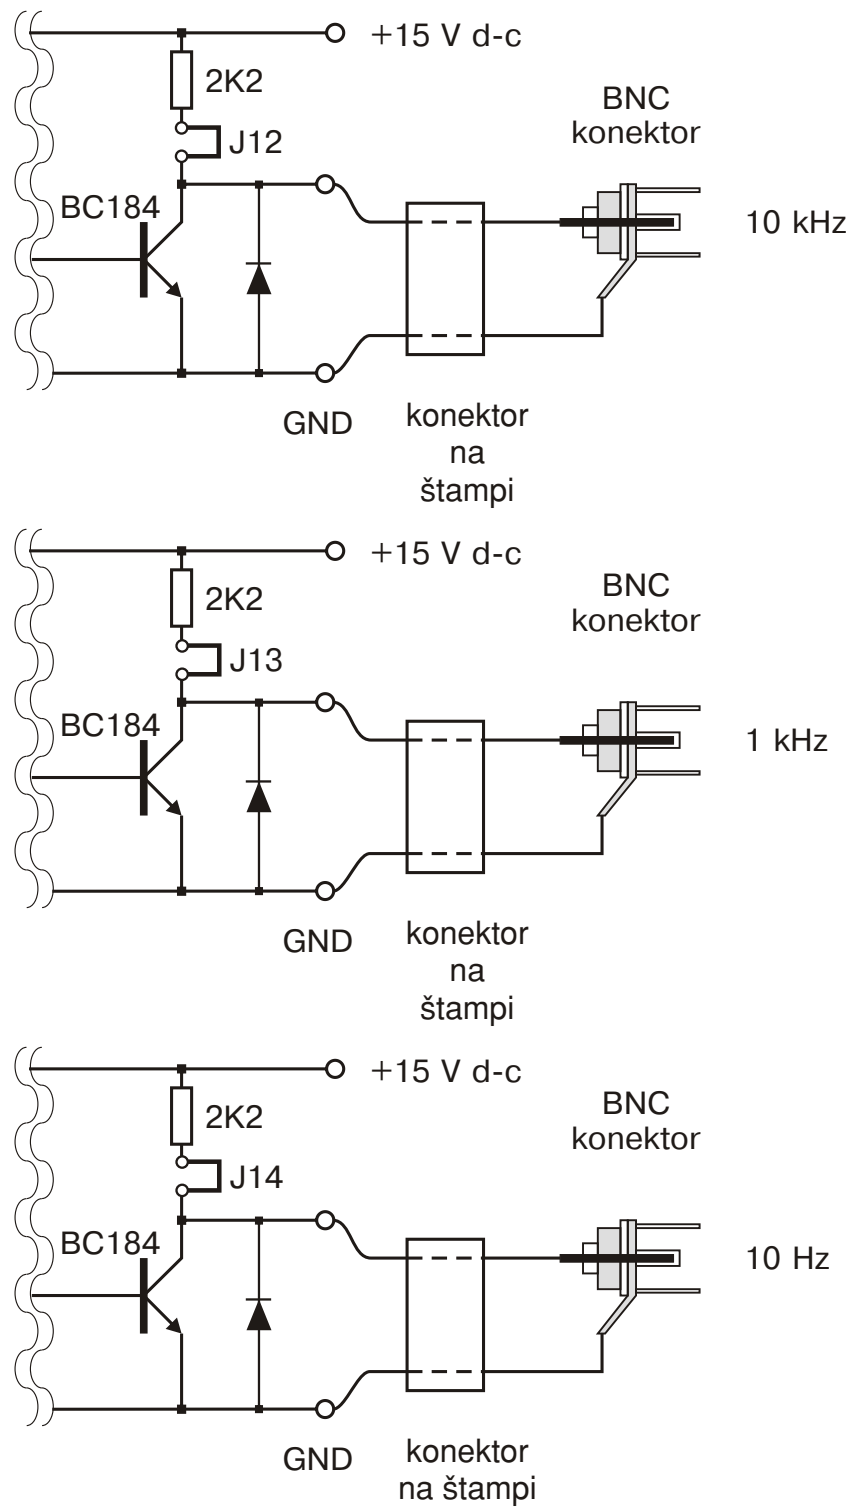 +15 V d-c
2K2
BNC
konektor
J12
BC184
10 kHz
GND
konektor
na
štampi
+15 V d-c
2K2
BNC
konektor
J13
BC184
1 kHz
GND
konektor
na
štampi
+15 V d-c
2K2
BNC
konektor
J14
BC184
10 Hz
GND
konektor
na štampi